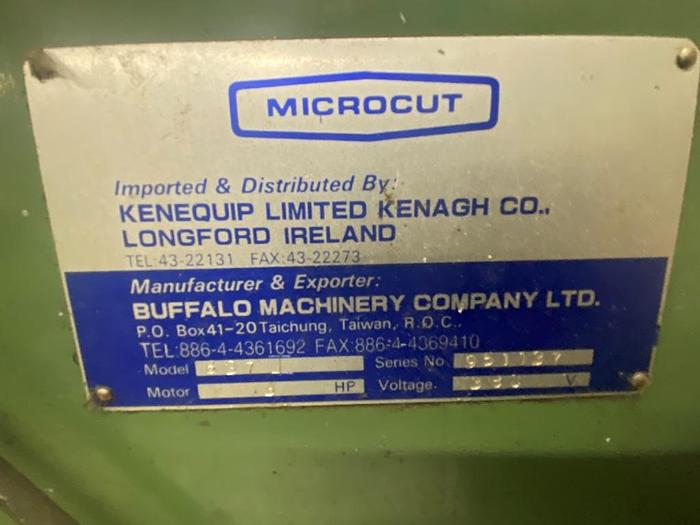 MICROCUT
Imported & Distributed By:
KENEQUIP LIMITED KENAGH CO.,
LONGFORD IRELAND
TEL:43-22131 FAX:43-22273
Manufacturer & Exporter:
BUFFALO MACHINERY COMPANY LTD.
P.O. Box41-20 Taichung, Taiwan, R.O.C.,
TEL:886-4-4361692 FAX:886-4-4369410
Model Series No
Motor HP Voltage. V